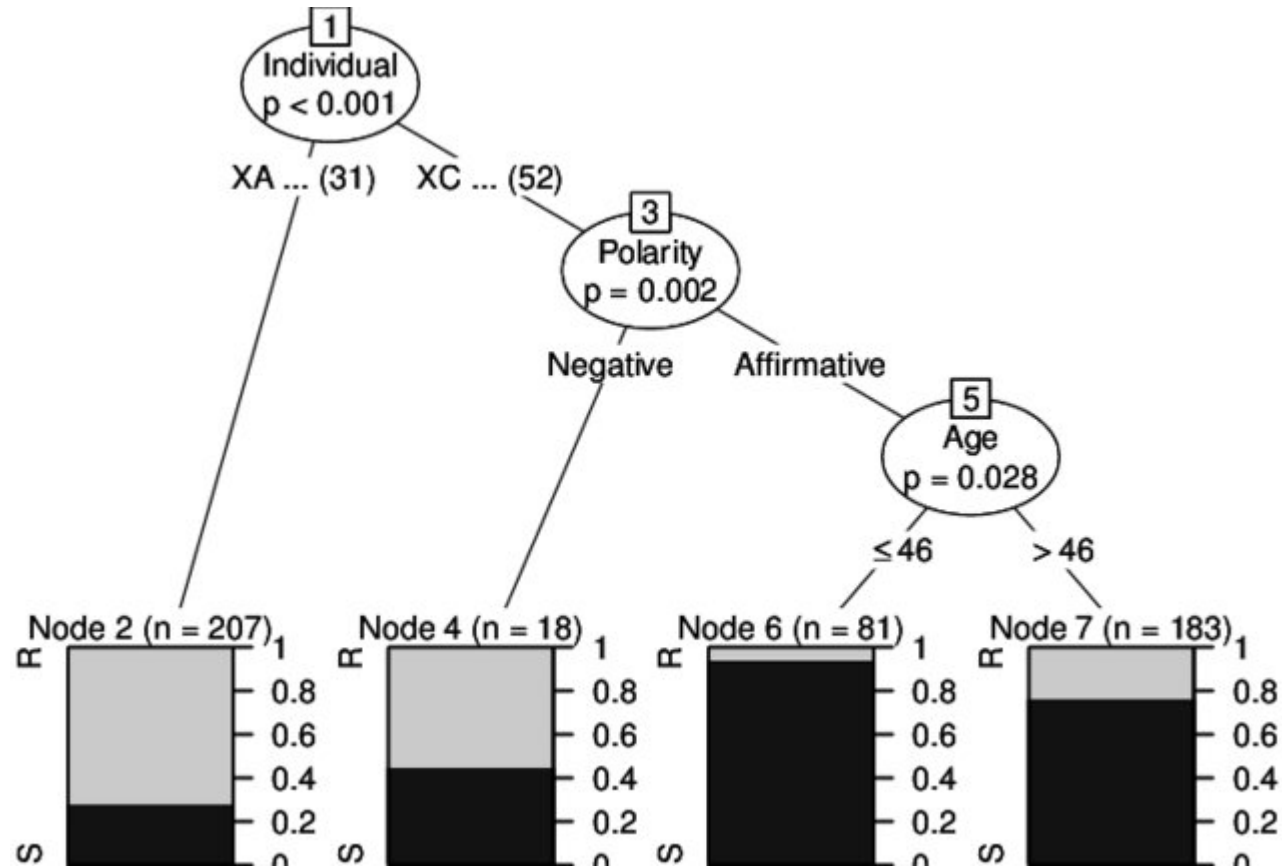 1
Individual
p < 0.001
XA ... (31)
XC ... (52)
3
Polarity
p = 0.002
Negative
Affirmative
5
Age
p = 0.028
≤ 46
> 46
Node 2 (n = 207)
R
S
1
0.8
0.6
0.4
0.2
0
Node 4 (n = 18)
R
S
1
0.8
0.6
0.4
0.2
0
Node 6 (n = 81)
R
S
1
0.8
0.6
0.4
0.2
0
Node 7 (n = 183)
R
S
1
0.8
0.6
0.4
0.2
0